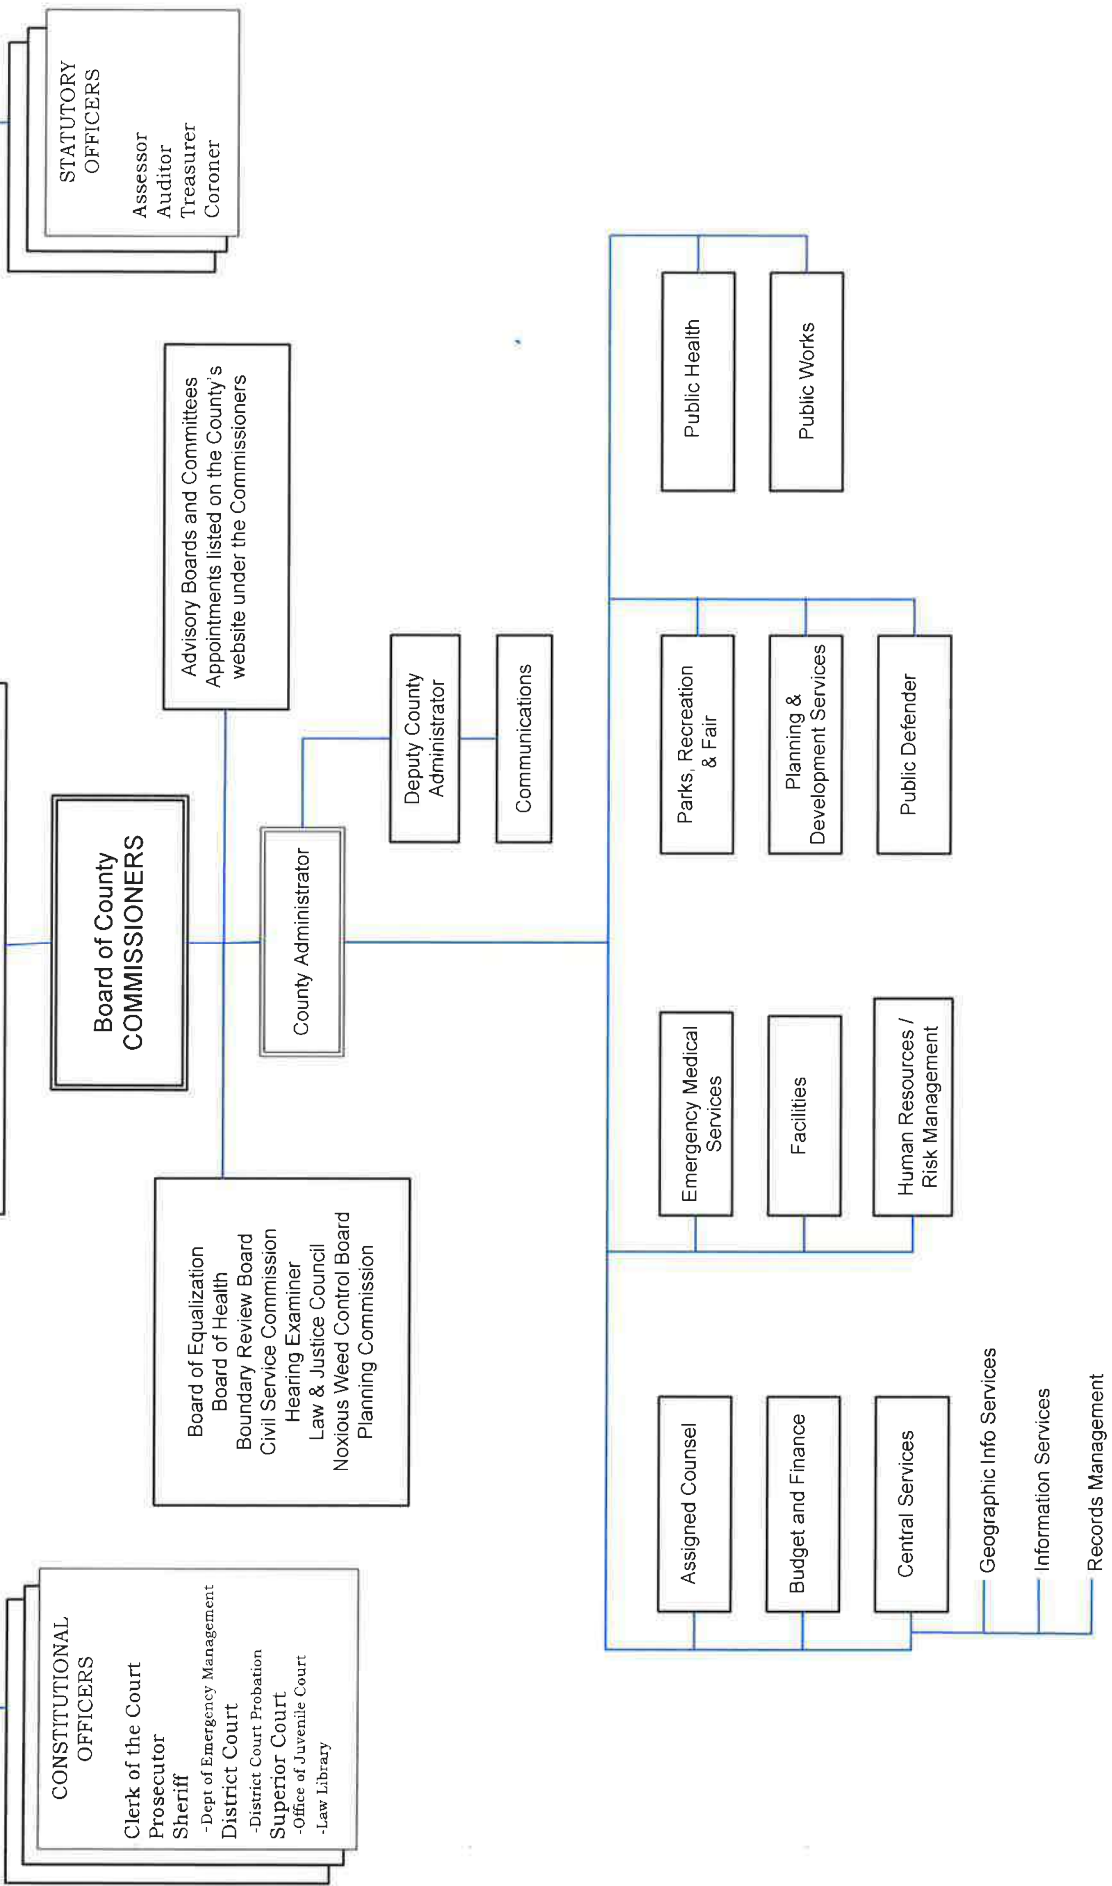 CONSTITUTIONAL
OFFICERS
Clerk of the Court
Prosecutor
Sheriff
-Dept of Emergency Management
District Court
-District Court Probation
Superior Court
-Office of Juvenile Court
-Law Library
Board of County
COMMISSIONERS
STATUTORY
OFFICERS
Assessor
Auditor
Treasurer
Coroner
Board of Equalization
Board of Health
Boundary Review Board
Civil Service Commission
Hearing Examiner
Law & Justice Council
Noxious Weed Control Board
Planning Commission
Advisory Boards and Committees
Appointments listed on the County's
website under the Commissioners
County Administrator
Deputy County
Administrator
Communications
Assigned Counsel
Budget and Finance
Central Services
Geographic Info Services
Information Services
Records Management
Emergency Medical
Services
Facilities
Human Resources /
Risk Management
Parks, Recreation
& Fair
Planning &
Development Services
Public Defender
Public Health
Public Works